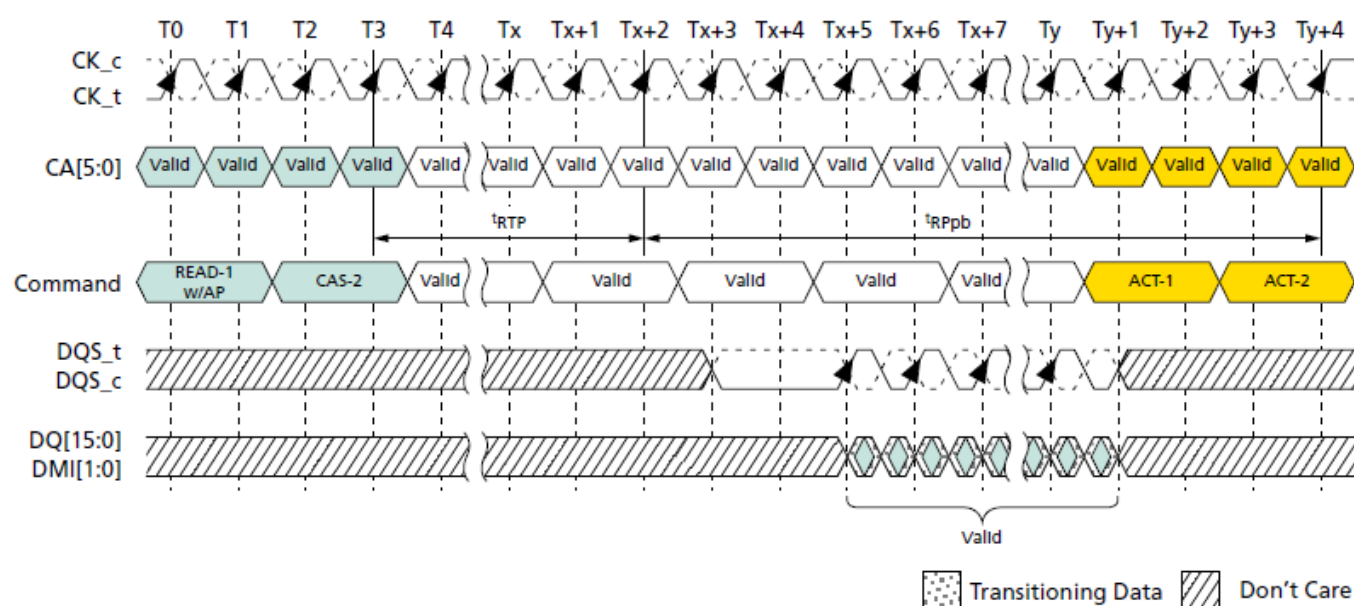 T0 T1 T2 T3 T4 Tx Tx+1 Tx+2 Tx+3 Tx+4 Tx+5 Tx+6 Tx+7 Ty Ty+1 Ty+2 Ty+3 Ty+4
CK_c
CK_t
CA[5:0] Valid Valid Valid Valid Valid Valid Valid Valid Valid Valid Valid Valid Valid Valid Valid Valid Valid Valid
tRTP tRPpb
Command READ-1 w/AP CAS-2 Valid Valid Valid Valid Valid ACT-1 ACT-2
DQS_t
DQS_c
DQ[15:0]
DMI[1:0]
Valid
Transitioning Data Don't Care